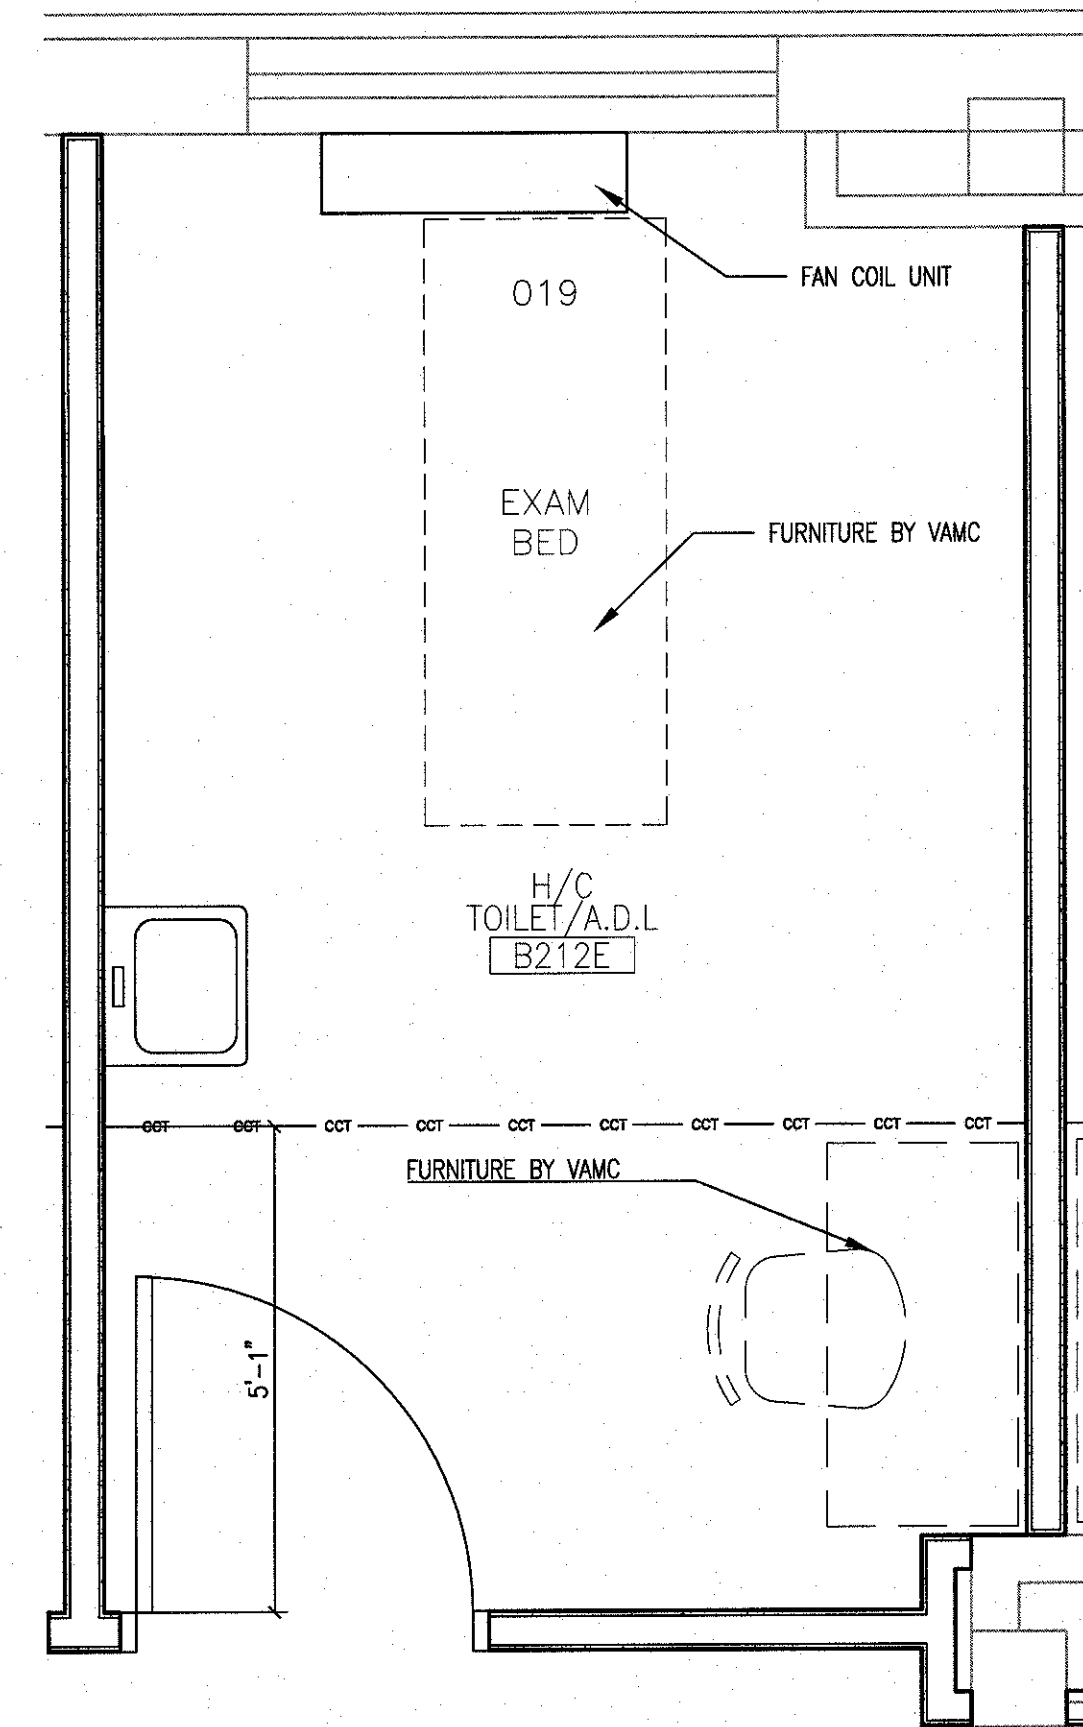 FAN COIL UNIT
019
EXAM
BED
FURNITURE BY VAMC
H/C
TOILET/A.D.L
B212E
CCT CCT CCT CCT CCT CCT CCT CCT CCT CCT
FURNITURE BY VAMC
5'-1"